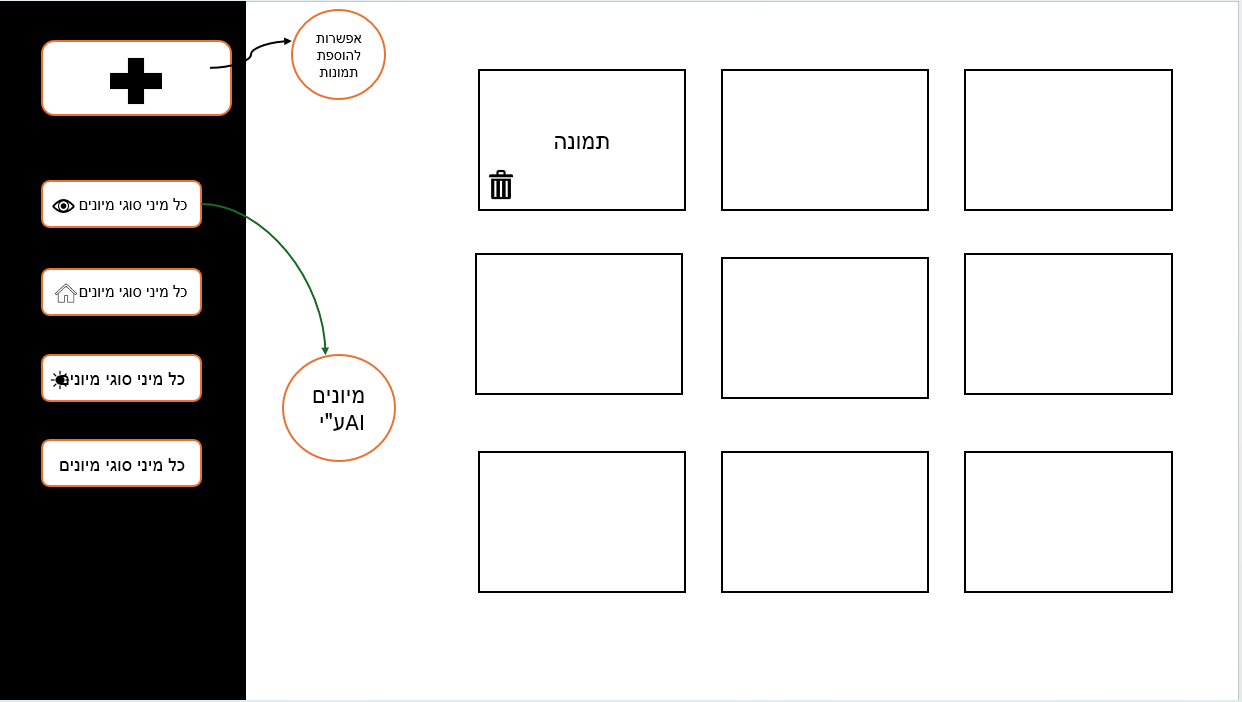 אפשרות
להוספת
תמונות
תמונה
כל מיני סוגי מיונים
כל מיני סוגי מיונים
כל מיני סוגי מיונים
כל מיני סוגי מיונים
מיונים
ע"י AI